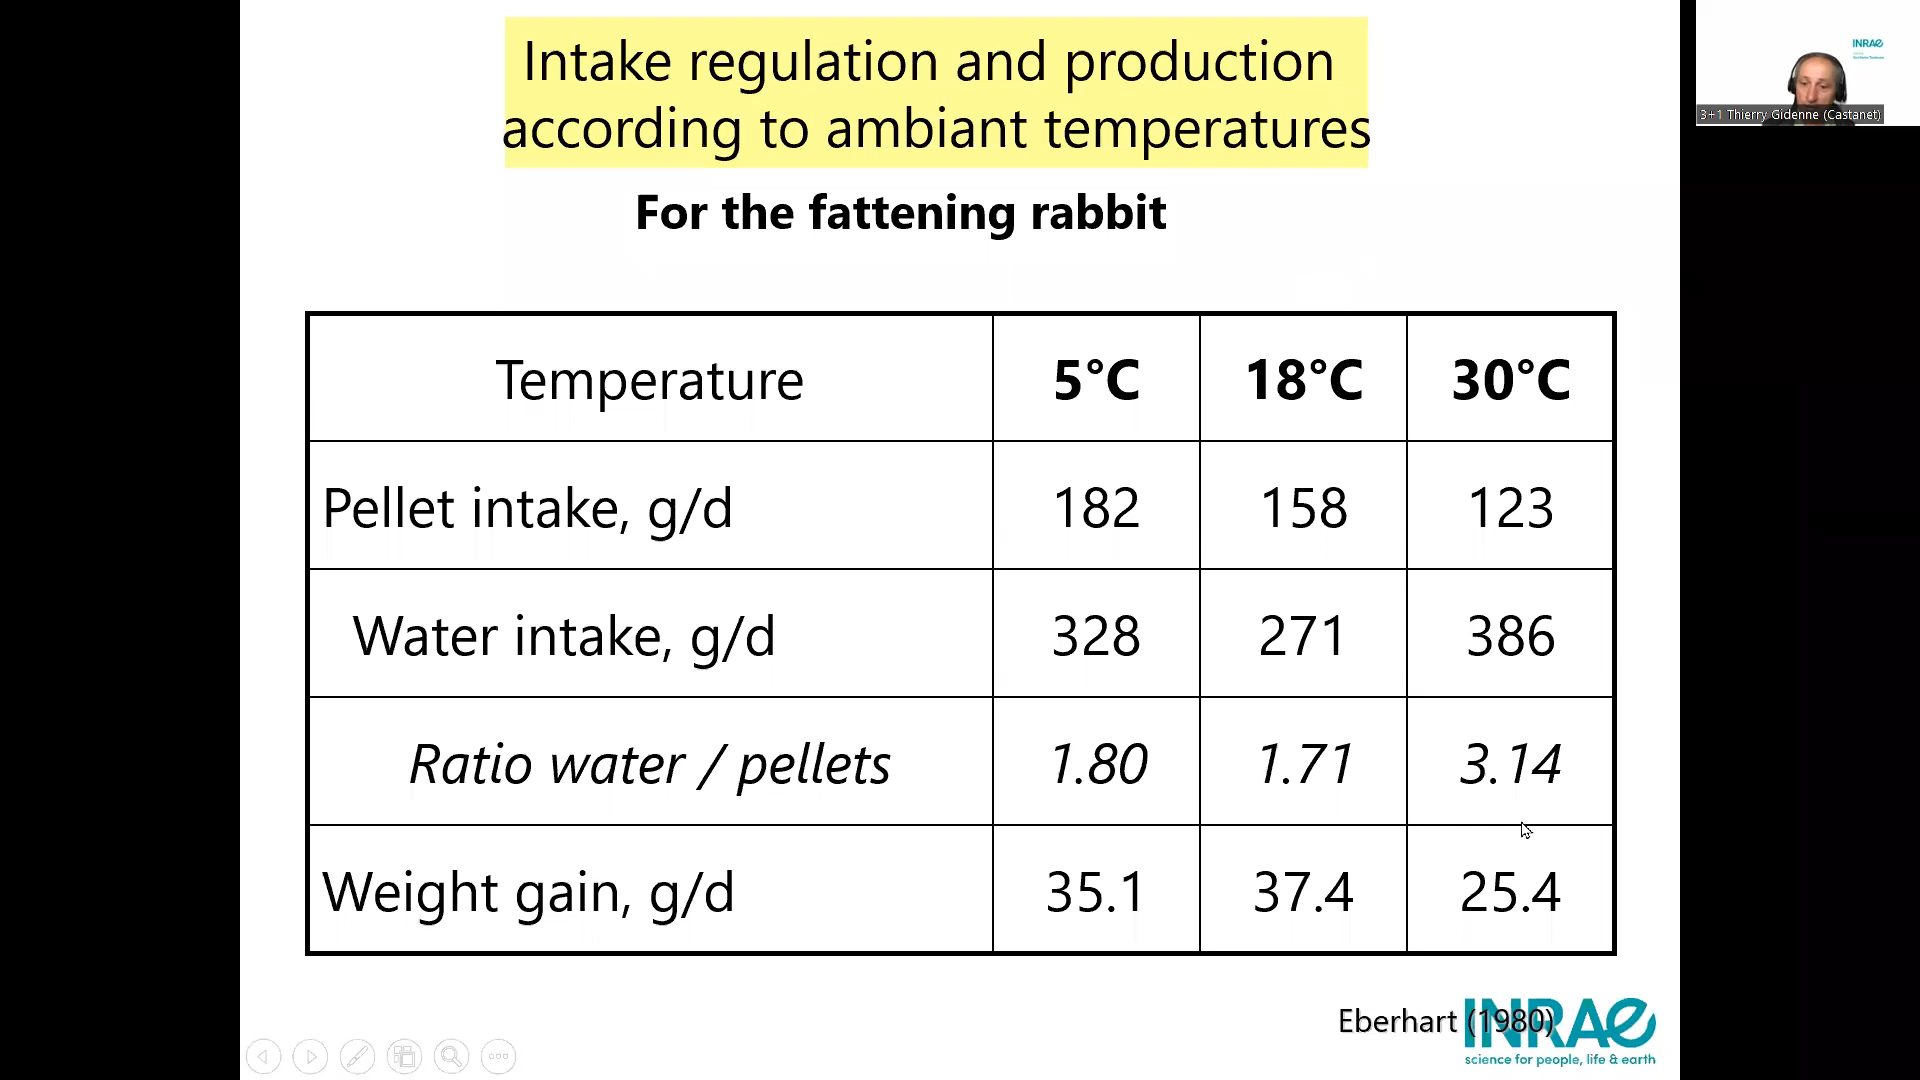 Intake regulation and production
according to ambiant temperatures
For the fattening rabbit
Temperature 5°C 18°C 30°C
Pellet intake, g/d 182 158 123
Water intake, g/d 328 271 386
Ratio water / pellets 1.80 1.71 3.14
Weight gain, g/d 35.1 37.4 25.4
Eberhart (1980)
INRAE
science for people, life & earth
INRAE
3+1 Thierry Gidenne (Castanet)